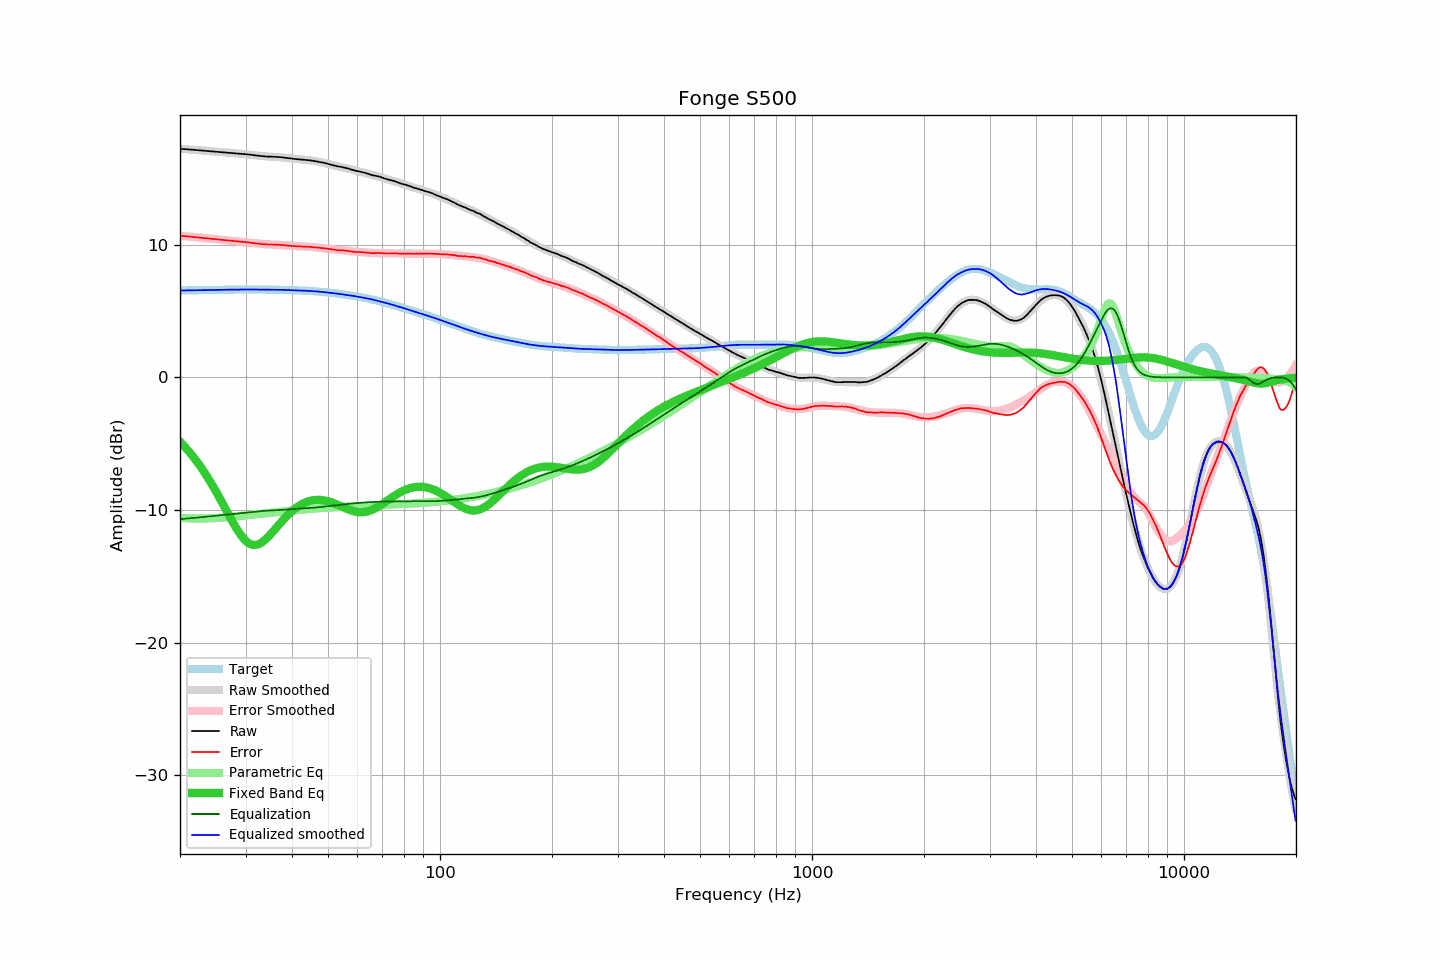 Fonge S500
Amplitude (dBr)
10
0
−10
−20
−30
Target
Raw Smoothed
Error Smoothed
Raw
Error
Parametric Eq
Fixed Band Eq
Equalization
Equalized smoothed
100
1000
10000
Frequency (Hz)